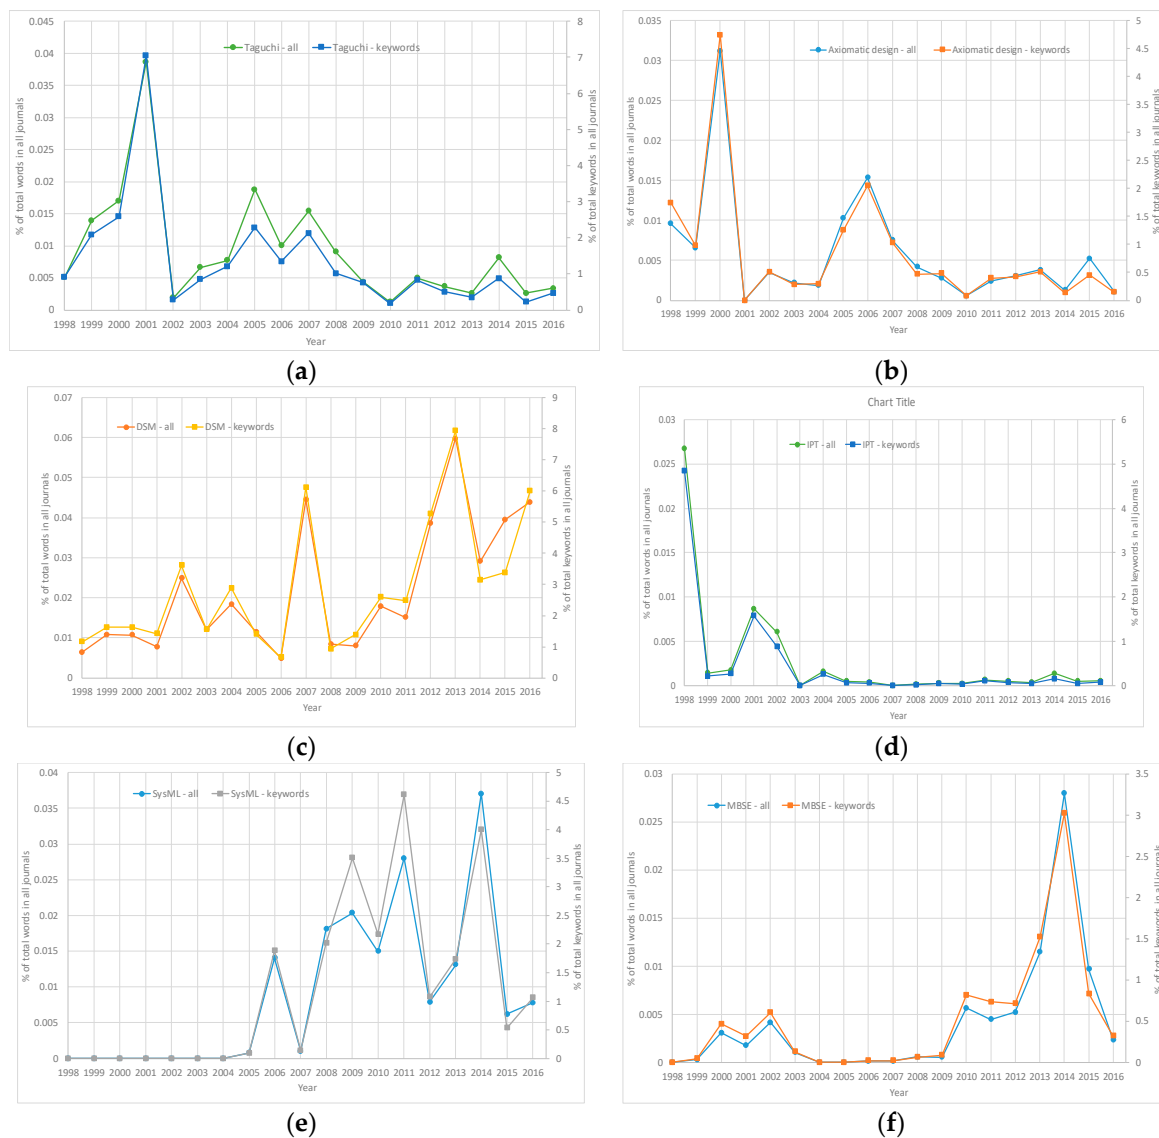 Taguchi - all Taguchi - keywords
% of total words in all journals
0.045
0.04
0.035
0.03
0.025
0.02
0.015
0.01
0.005
0
8
7
6
5
4
3
2
1
0
% of total keywords in all journals
1998 1999 2000 2001 2002 2003 2004 2005 2006 2007 2008 2009 2010 2011 2012 2013 2014 2015 2016
Year
(a)
Axiomatic design - all Axiomatic design - keywords
% of total words in all journals
0.035
0.03
0.025
0.02
0.015
0.01
0.005
0
5
4.5
4
3.5
3
2.5
2
1.5
1
0.5
0
% of total keywords in all journals
1998 1999 2000 2001 2002 2003 2004 2005 2006 2007 2008 2009 2010 2011 2012 2013 2014 2015 2016
Year
(b)
DSM - all DSM - keywords
% of total words in all journals
0.07
0.06
0.05
0.04
0.03
0.02
0.01
0
9
8
7
6
5
4
3
2
1
0
% of total keywords in all journals
1998 1999 2000 2001 2002 2003 2004 2005 2006 2007 2008 2009 2010 2011 2012 2013 2014 2015 2016
Year
(c)
Chart Title
IPT - all IPT - keywords
% of total words in all journals
0.03
0.025
0.02
0.015
0.01
0.005
0
6
5
4
3
2
1
0
% of total keywords in all journals
1998 1999 2000 2001 2002 2003 2004 2005 2006 2007 2008 2009 2010 2011 2012 2013 2014 2015 2016
Year
(d)
SysML - all SysML - keywords
% of total words in all journals
0.04
0.035
0.03
0.025
0.02
0.015
0.01
0.005
0
5
4.5
4
3.5
3
2.5
2
1.5
1
0.5
0
% of total keywords in all journals
1998 1999 2000 2001 2002 2003 2004 2005 2006 2007 2008 2009 2010 2011 2012 2013 2014 2015 2016
Year
(e)
MBSE - all MBSE - keywords
% of total words in all journals
0.03
0.025
0.02
0.015
0.01
0.005
0
3.5
3
2.5
2
1.5
1
0.5
0
% of total keywords in all journals
1998 1999 2000 2001 2002 2003 2004 2005 2006 2007 2008 2009 2010 2011 2012 2013 2014 2015 2016
Year
(f)